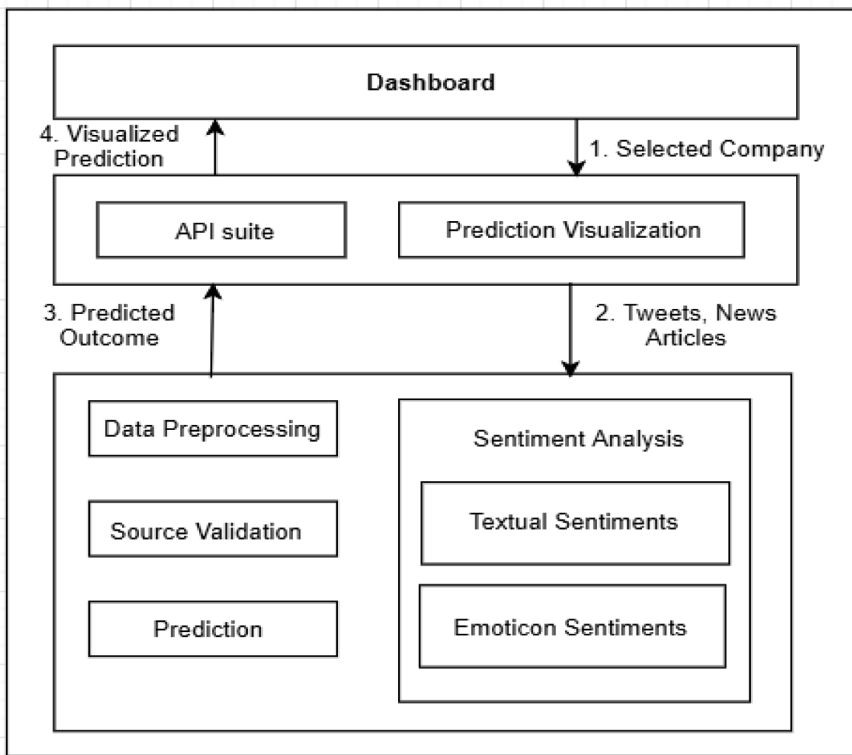 Dashboard
4. Visualized
Prediction
1. Selected Company
API suite
Prediction Visualization
3. Predicted
Outcome
2. Tweets, News
Articles
Data Preprocessing
Sentiment Analysis
Textual Sentiments
Source Validation
Emoticon Sentiments
Prediction